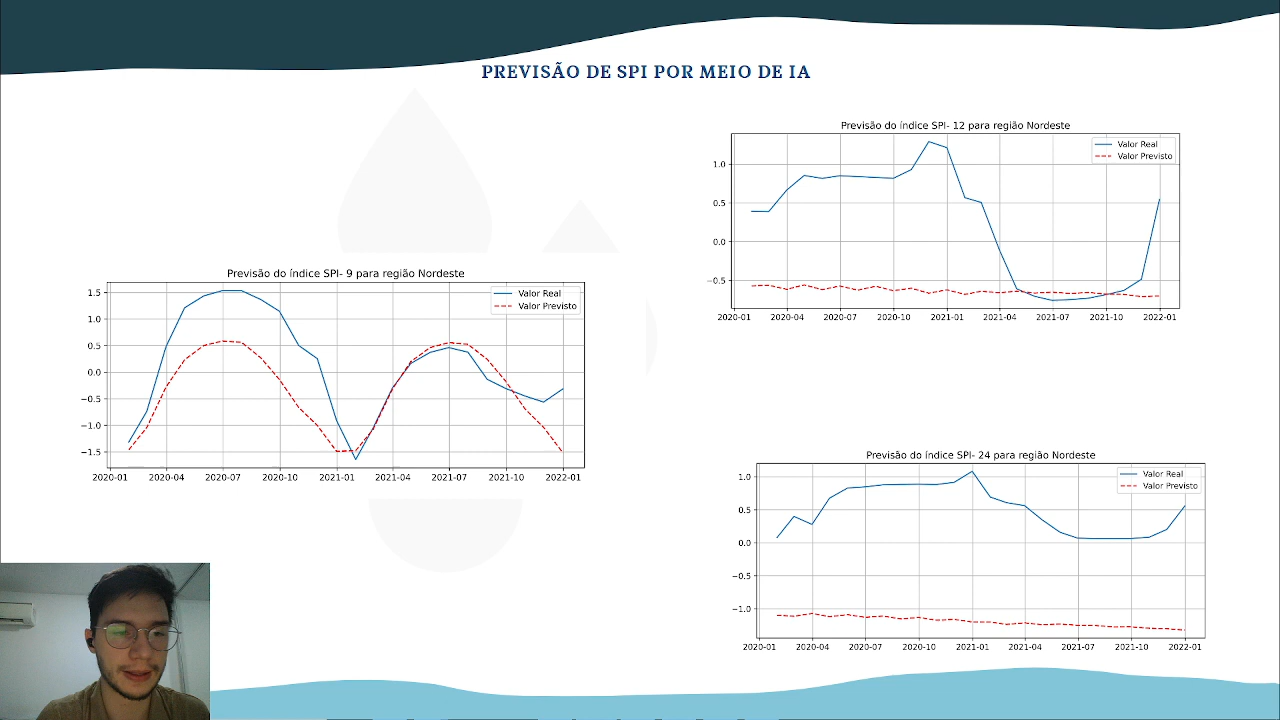 PREVISÃO DE SPI POR MEIO DE IA
Previsão do índice SPI- 12 para região Nordeste
Valor Real
Valor Previsto
1.0
0.5
0.0
−0.5
2020-01 2020-04 2020-07 2020-10 2021-01 2021-04 2021-07 2021-10 2022-01
Previsão do índice SPI- 9 para região Nordeste
Valor Real
Valor Previsto
1.5
1.0
0.5
0.0
−0.5
−1.0
−1.5
2020-01 2020-04 2020-07 2020-10 2021-01 2021-04 2021-07 2021-10 2022-01
Previsão do índice SPI- 24 para região Nordeste
Valor Real
Valor Previsto
1.0
0.5
0.0
−0.5
−1.0
2020-01 2020-04 2020-07 2020-10 2021-01 2021-04 2021-07 2021-10 2022-01